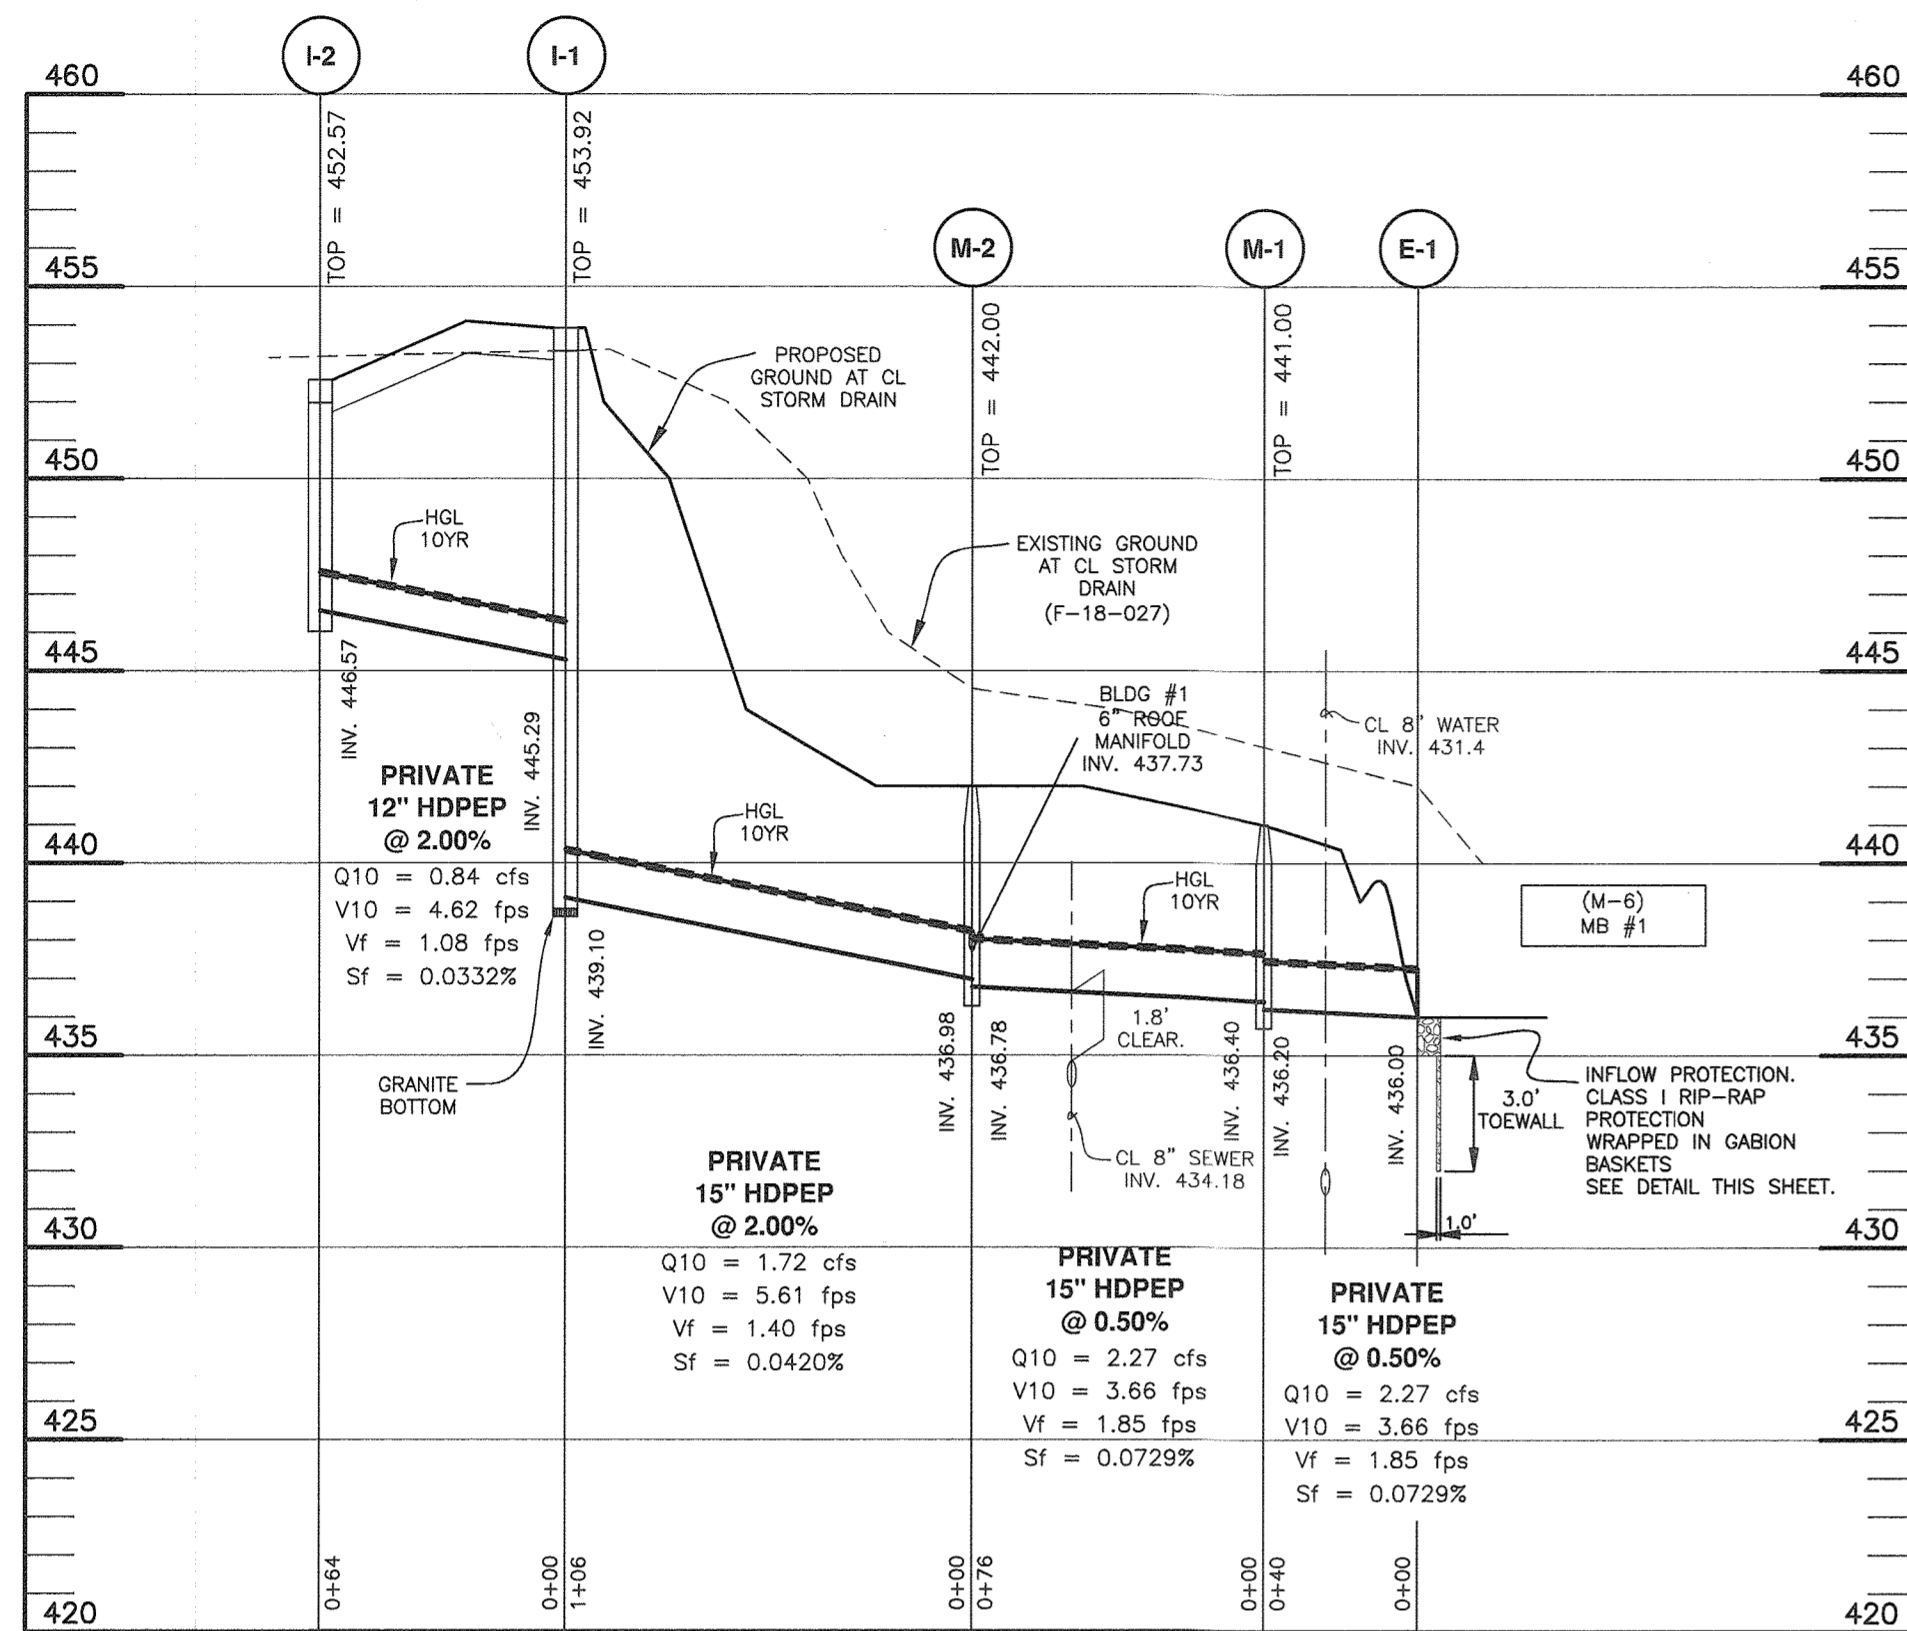 I-2
I-1
460
460
TOP = 452.57
TOP = 453.92
M-2
M-1
E-1
455
455
TOP = 442.00
TOP = 441.00
PROPOSED
GROUND AT CL
STORM DRAIN
450
450
HGL
10YR
EXISTING GROUND
AT CL STORM
DRAIN
(F-18-027)
445
445
INV. 446.57
INV. 445.29
BLDG #1
6" ROOF
MANIFOLD
INV. 437.73
CL 8" WATER
INV. 431.4
PRIVATE
12" HDPEP
@ 2.00%
Q10 = 0.84 cfs
V10 = 4.62 fps
Vf = 1.08 fps
Sf = 0.0332%
HGL
10YR
440
440
HGL
10YR
(M-6)
MB #1
INV. 439.10
1.8'
CLEAR.
435
435
INV. 436.98
INV. 436.78
INV. 436.40
INV. 436.20
INV. 436.00
GRANITE
BOTTOM
3.0'
TOEWALL
INFLOW PROTECTION.
CLASS I RIP-RAP
PROTECTION
WRAPPED IN GABION
BASKETS
SEE DETAIL THIS SHEET.
CL 8" SEWER
INV. 434.18
PRIVATE
15" HDPEP
@ 2.00%
Q10 = 1.72 cfs
V10 = 5.61 fps
Vf = 1.40 fps
Sf = 0.0420%
430
430
1.0'
PRIVATE
15" HDPEP
@ 0.50%
Q10 = 2.27 cfs
V10 = 3.66 fps
Vf = 1.85 fps
Sf = 0.0729%
PRIVATE
15" HDPEP
@ 0.50%
Q10 = 2.27 cfs
V10 = 3.66 fps
Vf = 1.85 fps
Sf = 0.0729%
425
425
0+64
0+00
1+06
0+00
0+76
0+00
0+40
0+00
420
420